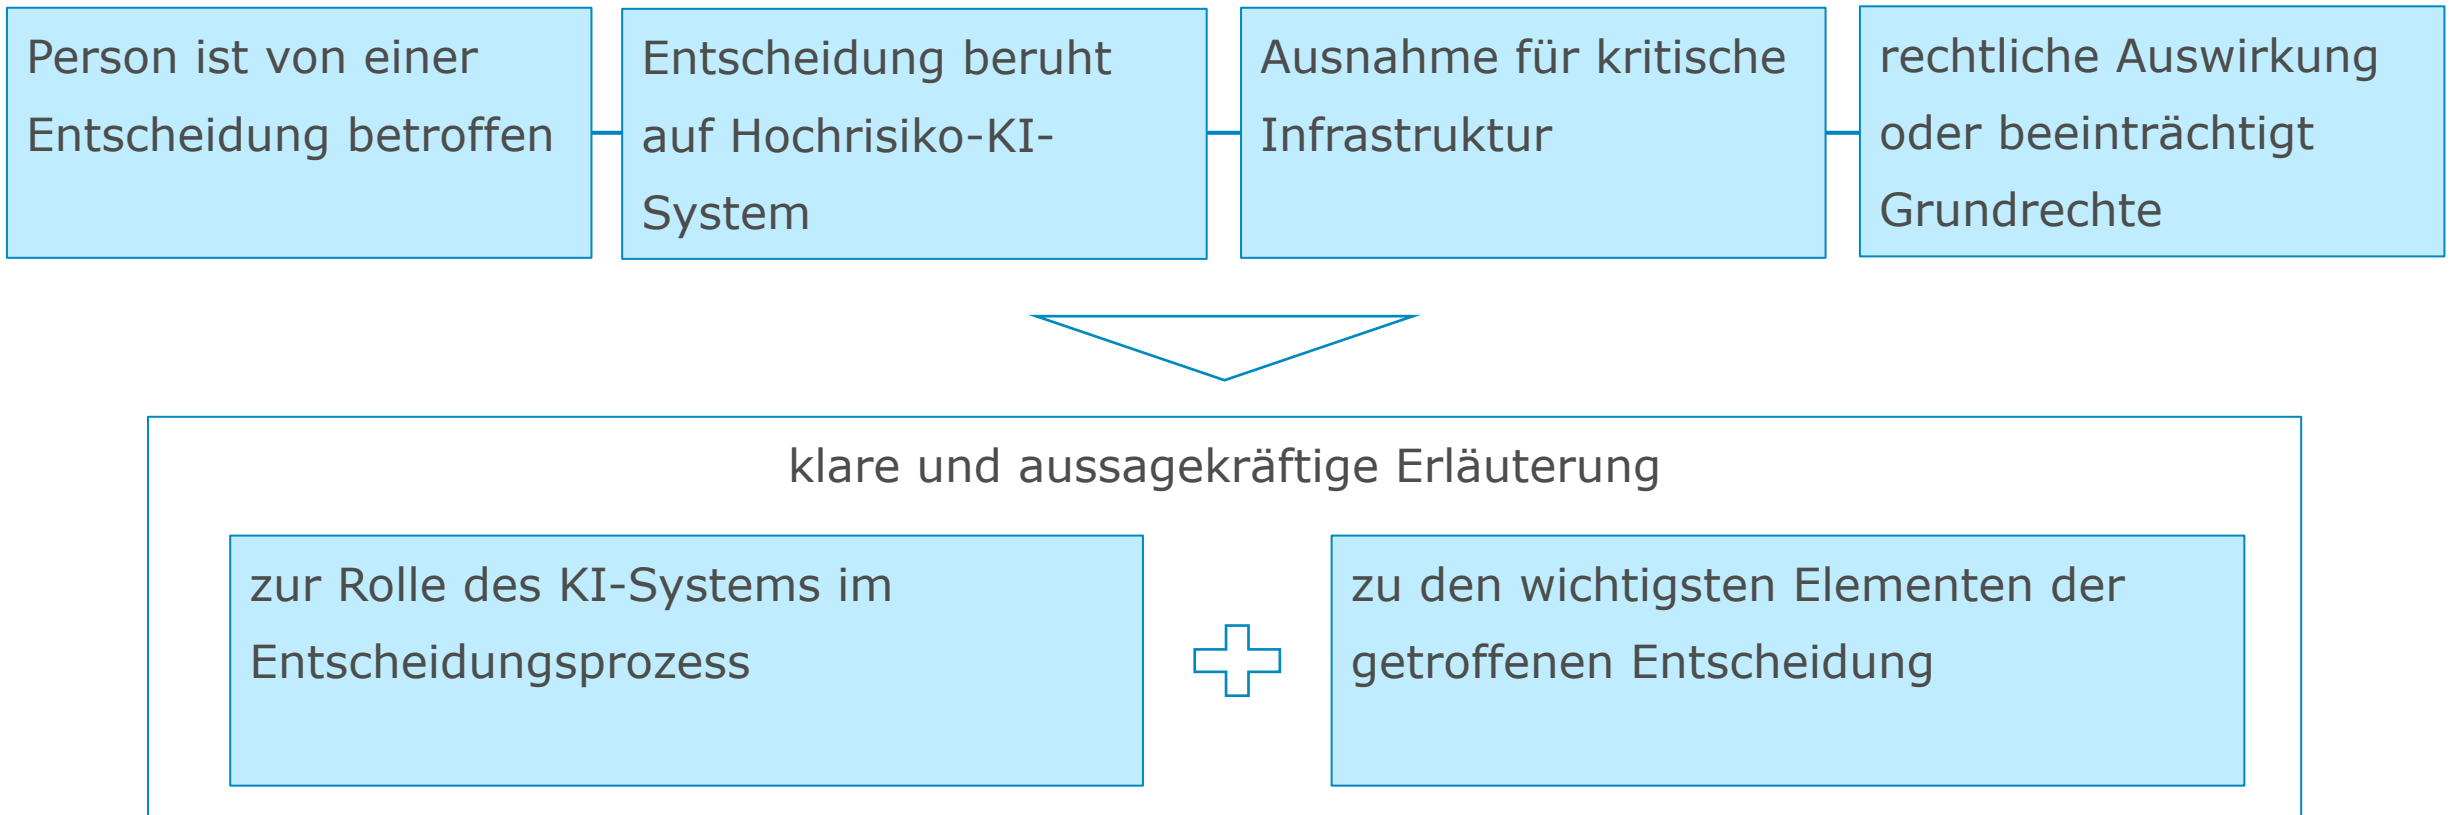 Person ist von einer
Entscheidung betroffen
Entscheidung beruht
auf Hochrisiko-KI-
System
Ausnahme für kritische
Infrastruktur
rechtliche Auswirkung
oder beeinträchtigt
Grundrechte
klare und aussagekräftige Erläuterung
zur Rolle des KI-Systems im
Entscheidungsprozess
zu den wichtigsten Elementen der
getroffenen Entscheidung